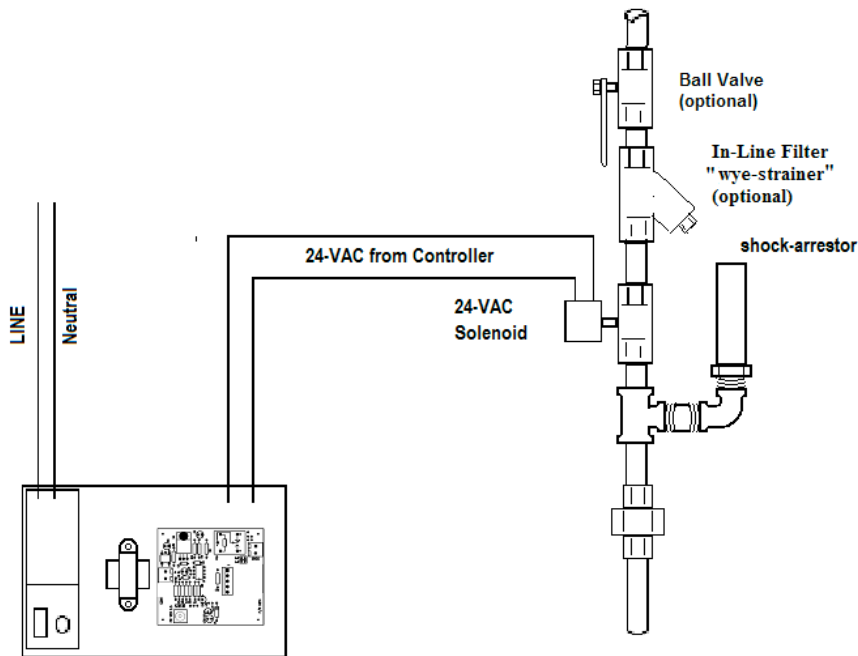 Ball Valve
(optional)
In-Line Filter
"wye-strainer"
(optional)
shock-arrestor
24-VAC from Controller
24-VAC
Solenoid
LINE
Neutral